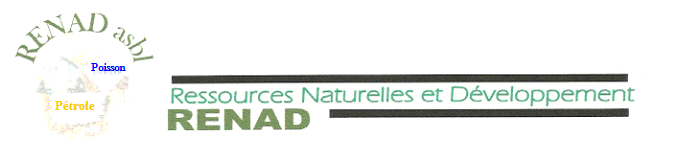 RENAD asbl
Poisson
Pétrole
Ressources Naturelles et Développement
RENAD